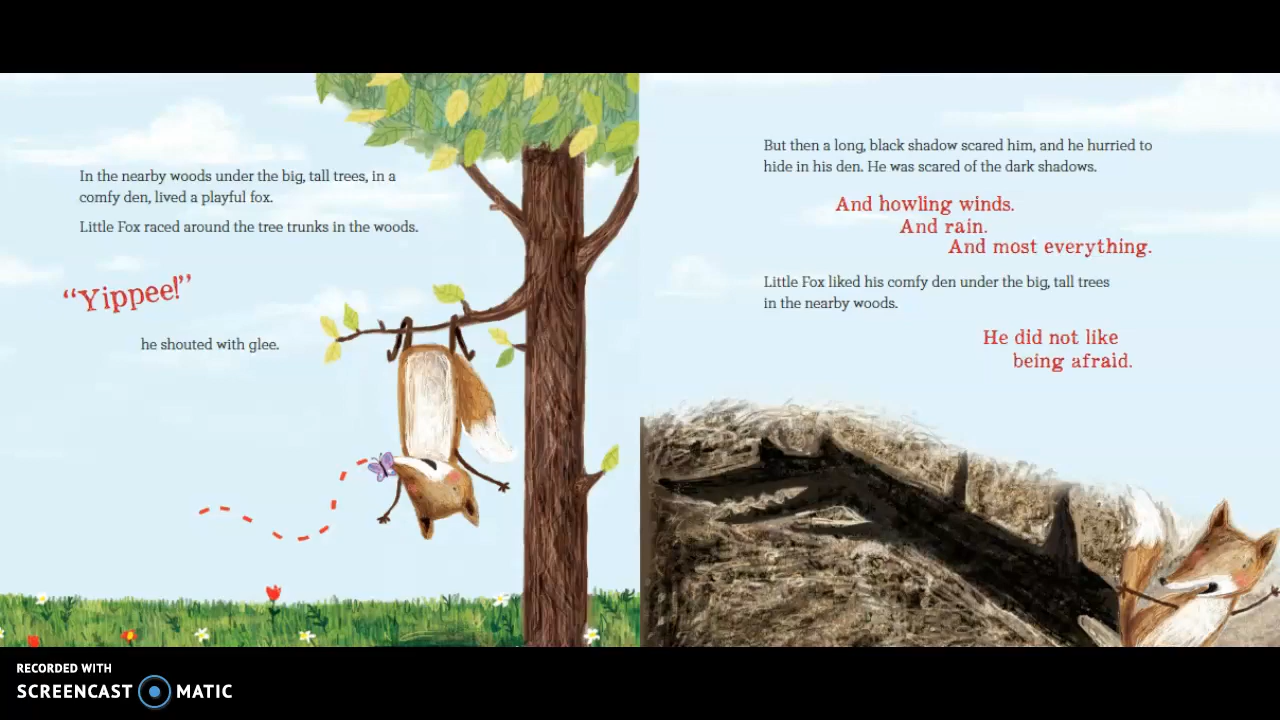 In the nearby woods under the big, tall trees, in a
comfy den, lived a playful fox.
Little Fox raced around the tree trunks in the woods.
“Yippee!”
he shouted with glee.
But then a long, black shadow scared him, and he hurried to
hide in his den. He was scared of the dark shadows.
And howling winds.
And rain.
And most everything.
Little Fox liked his comfy den under the big, tall trees
in the nearby woods.
He did not like
being afraid.
RECORDED WITH
SCREENCAST MATIC